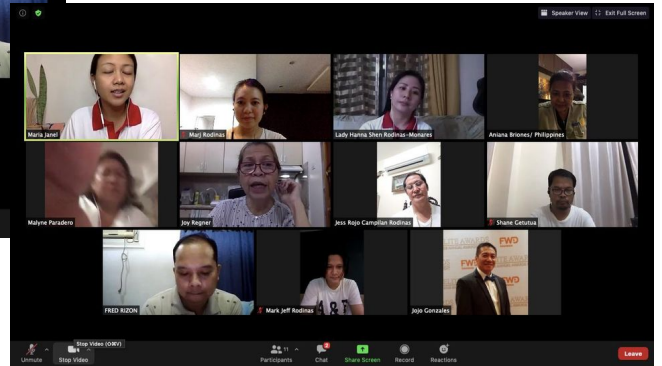 Speaker View Exit Full Screen
Maria Janel
Marj Rodinas
Lady Hanna Shen Rodinas-Monares
Aniana Briones/ Philippines
Malyne Paradero
Joy Regner
Jess Rojo Campilan Rodinas
Shane Getutua
FWD
FWD
FRED RIZON
Mark Jeff Rodinas
Jojo Gonzales
Stop Video (⇧⌘V)
11
2
Unmute
Stop Video
Participants
Chat
Share Screen
Record
Reactions
Leave